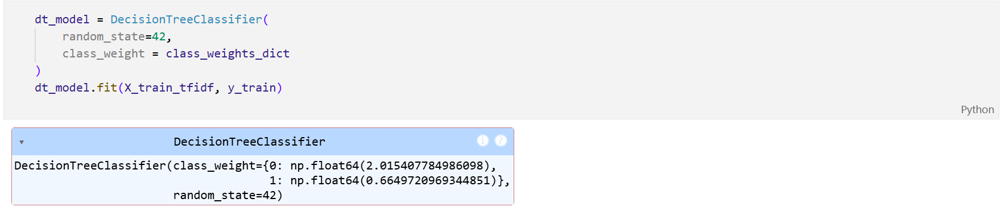 dt_model = DecisionTreeClassifier(
    random_state=42,
    class_weight = class_weights_dict
)
dt_model.fit(X_train_tfidf, y_train)
Python
DecisionTreeClassifier
DecisionTreeClassifier(class_weight={0: np.float64(2.015407784986098),
                                     1: np.float64(0.6649720969344851)},
                       random_state=42)